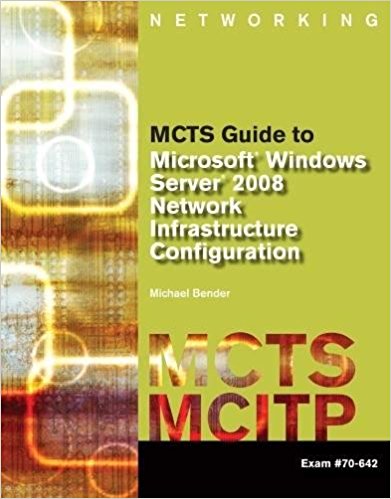 NETWORKING
MCTS Guide to
Microsoft® Windows
Server® 2008
Network
Infrastructure
Configuration
Michael Bender
MCTS
MCITP
Exam #70-642